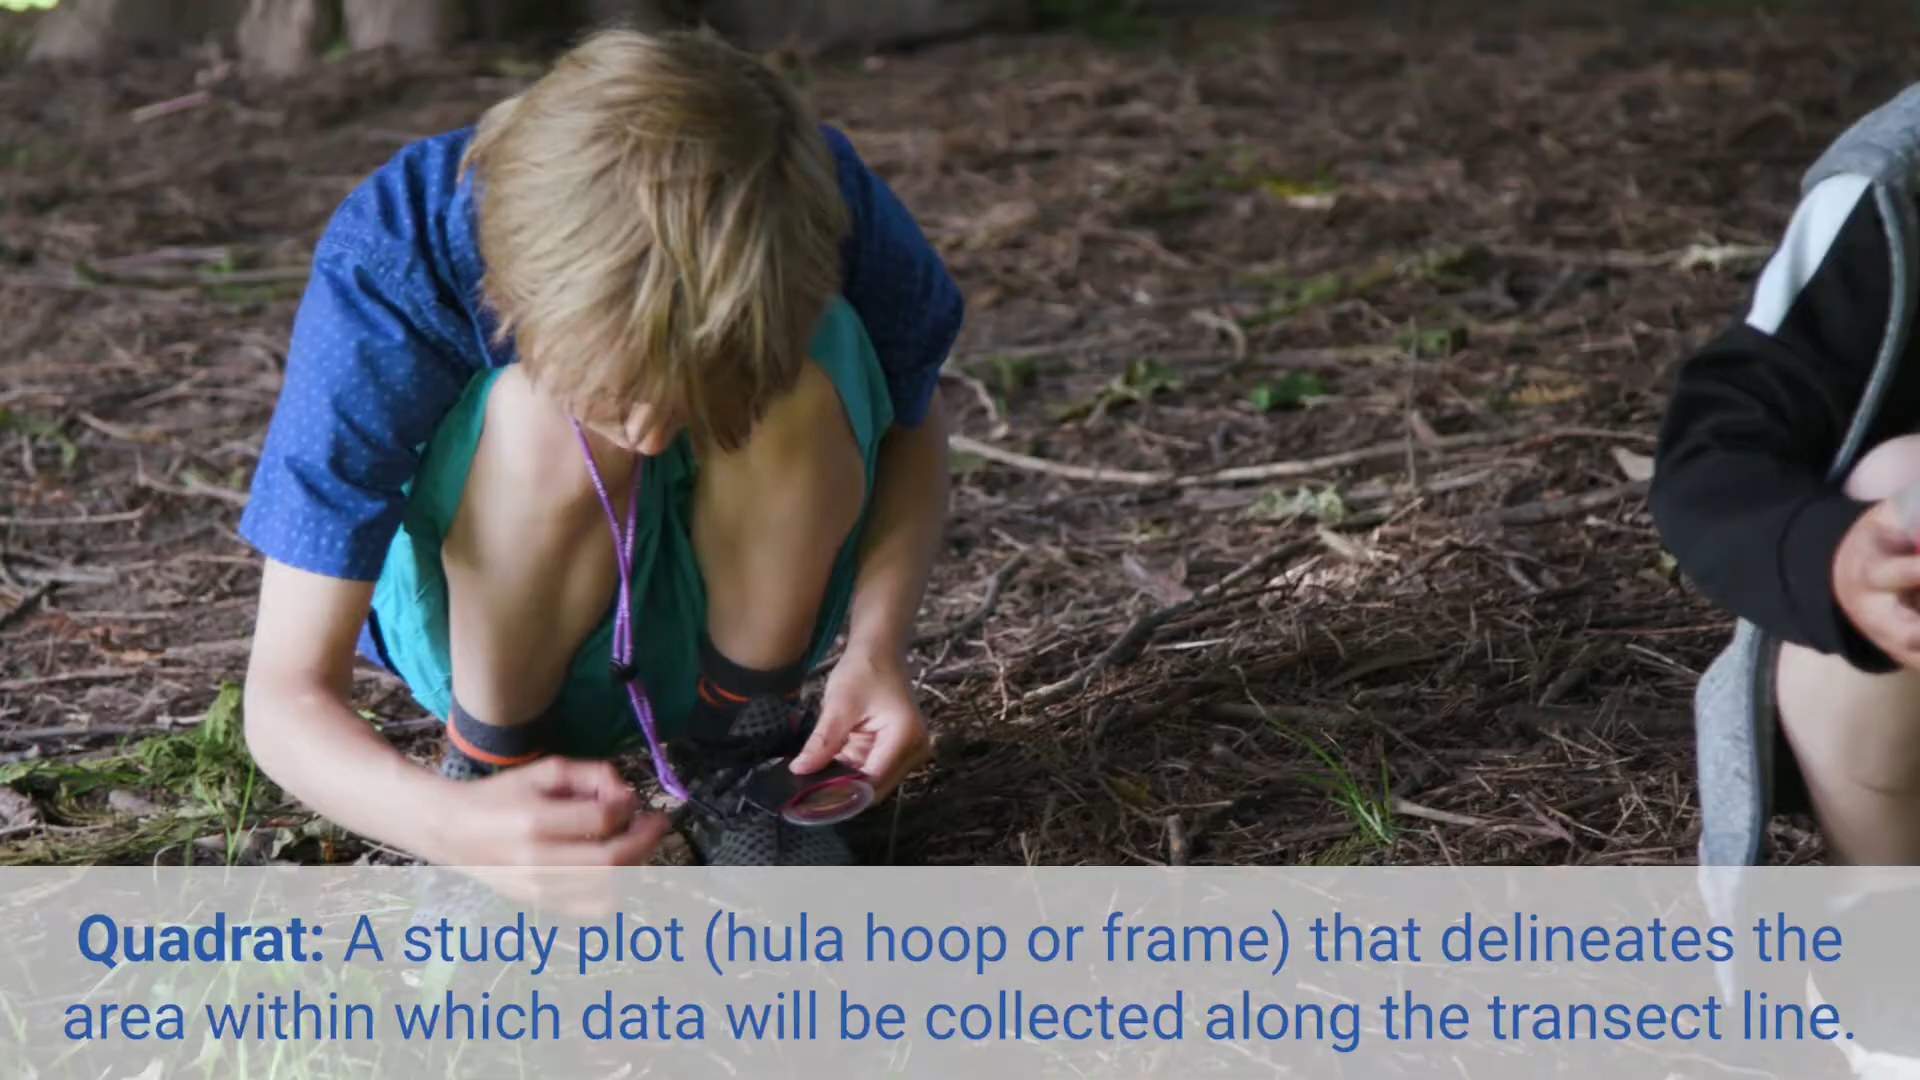 Quadrat: A study plot (hula hoop or frame) that delineates the
area within which data will be collected along the transect line.